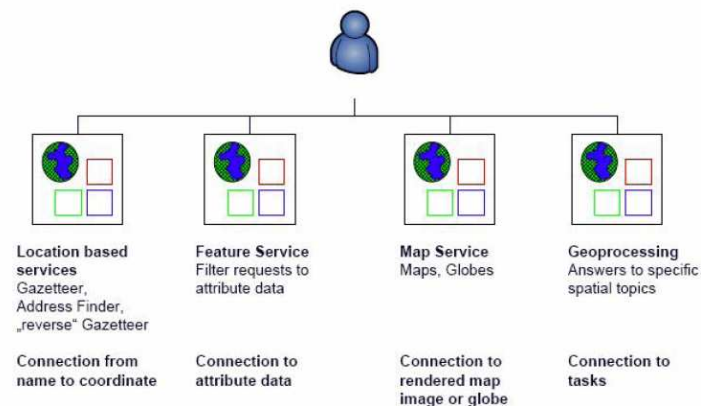 Location based
services
Gazetteer,
Address Finder,
„reverse“ Gazetteer
Connection from
name to coordinate
Feature Service
Filter requests to
attribute data
Connection to
attribute data
Map Service
Maps, Globes
Connection to
rendered map
image or globe
Geoprocessing
Answers to specific
spatial topics
Connection to
tasks